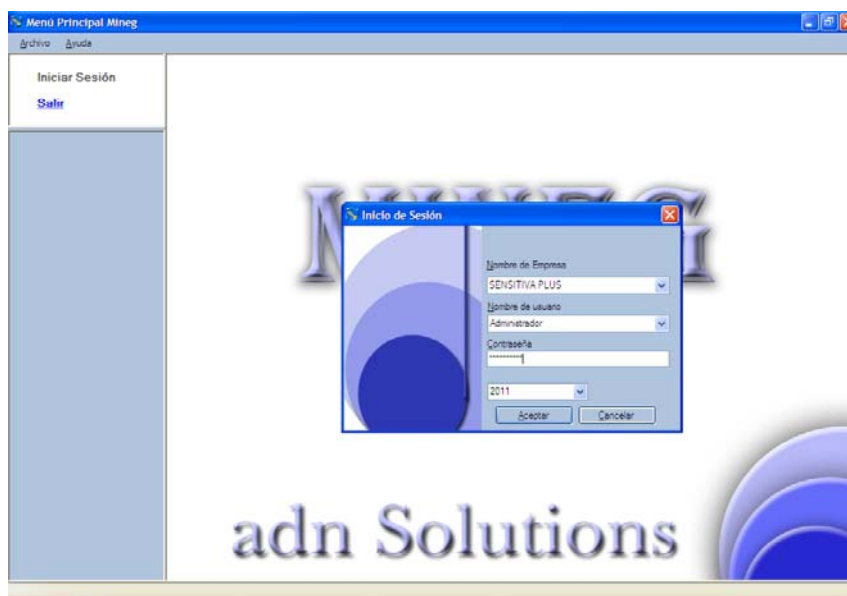 Menú Principal Mineg
Archivo Ayuda
Iniciar Sesión
Salir
MINEG
Inicio de Sesión
Nombre de Empresa
SENSITIVA PLUS
Nombre de usuario
Administrador
Contraseña
2011
Aceptar Cancelar
adn Solutions